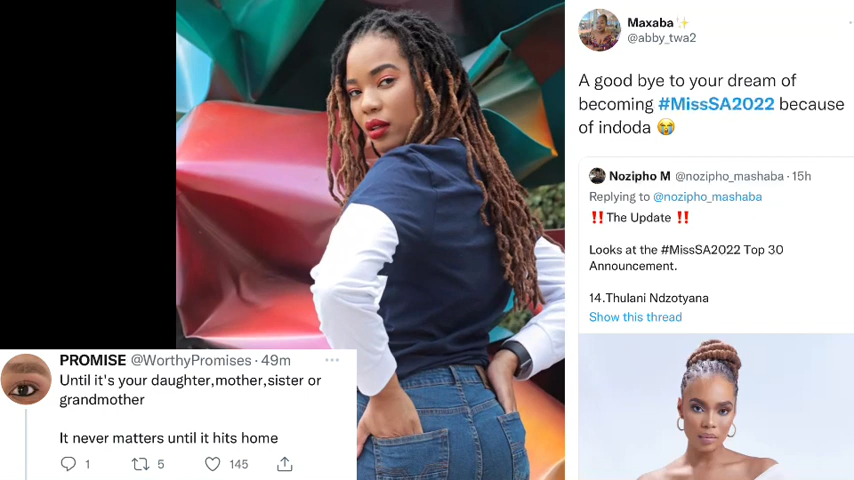 PROMISE @WorthyPromises · 49m
Until it's your daughter,mother,sister or
grandmother
It never matters until it hits home
1 5 145
Maxaba✨
@abby_twa2
A good bye to your dream of
becoming #MissSA2022 because
of indoda 😭
Nozipho M @nozipho_mashaba · 15h
Replying to @nozipho_mashaba
‼️The Update ‼️
Looks at the #MissSA2022 Top 30
Announcement.
14.Thulani Ndzotyana
Show this thread